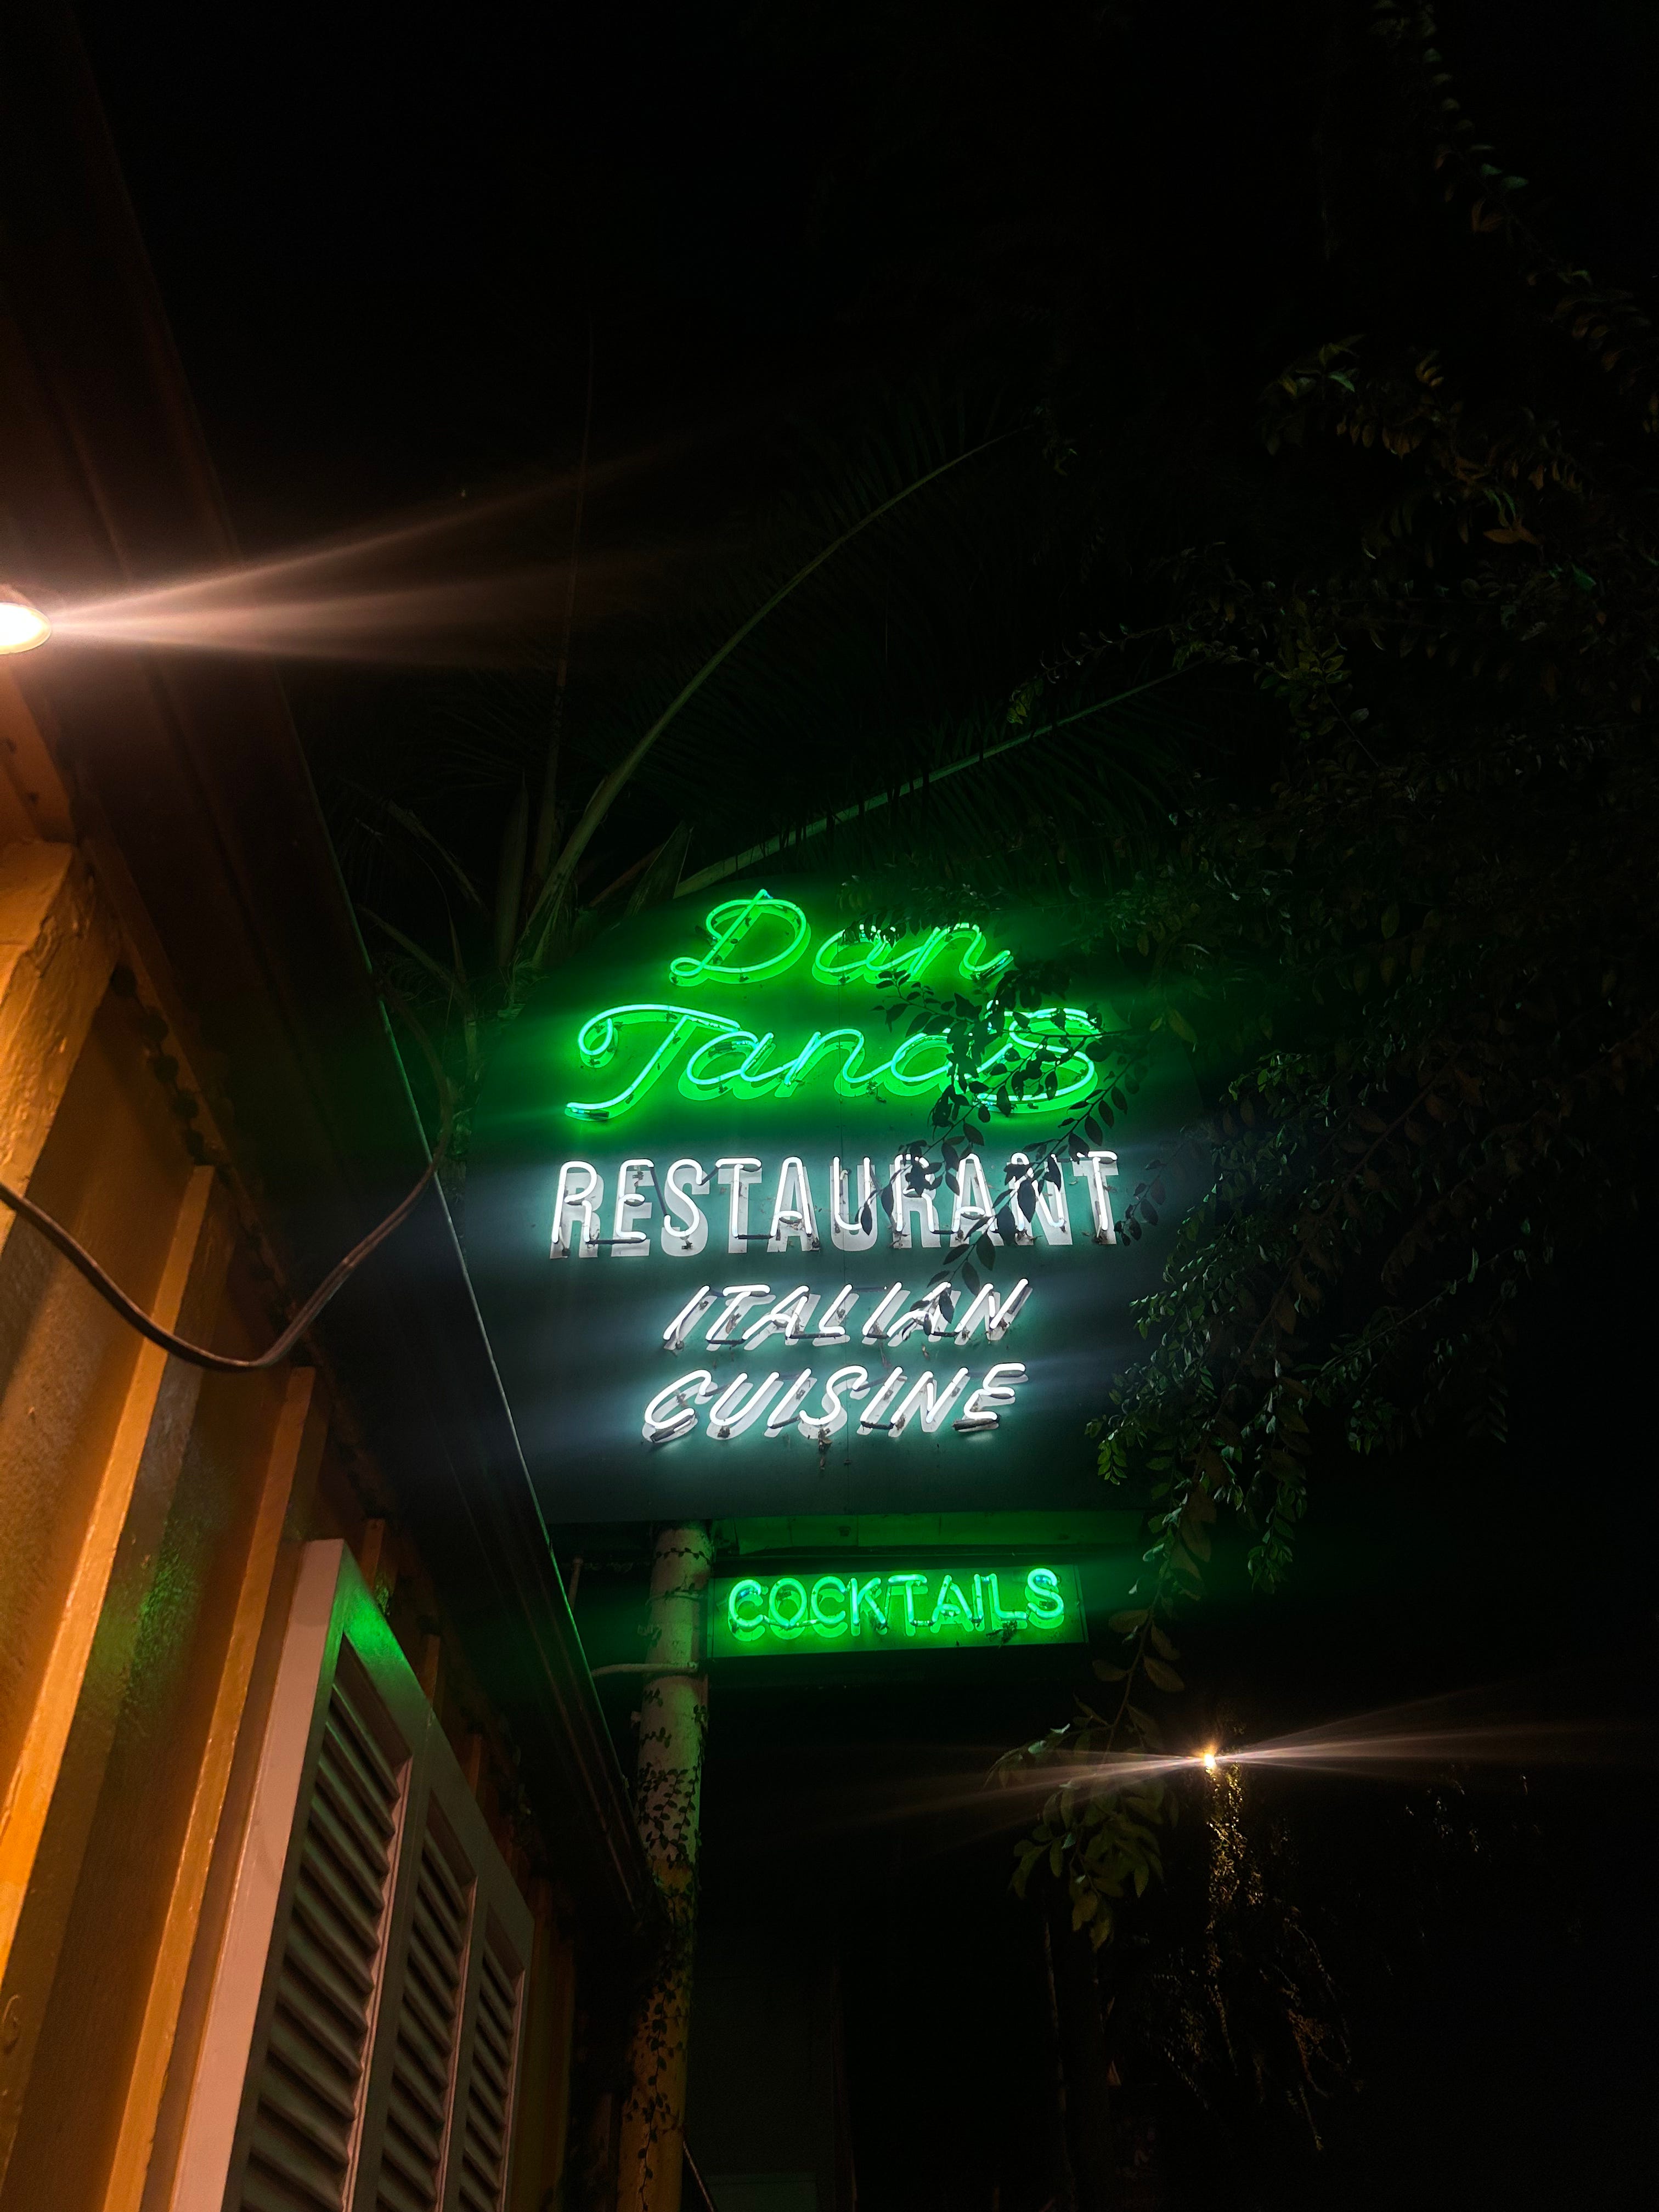 Dan
Tana's
RESTAURANT
ITALIAN
CUISINE
COCKTAILS